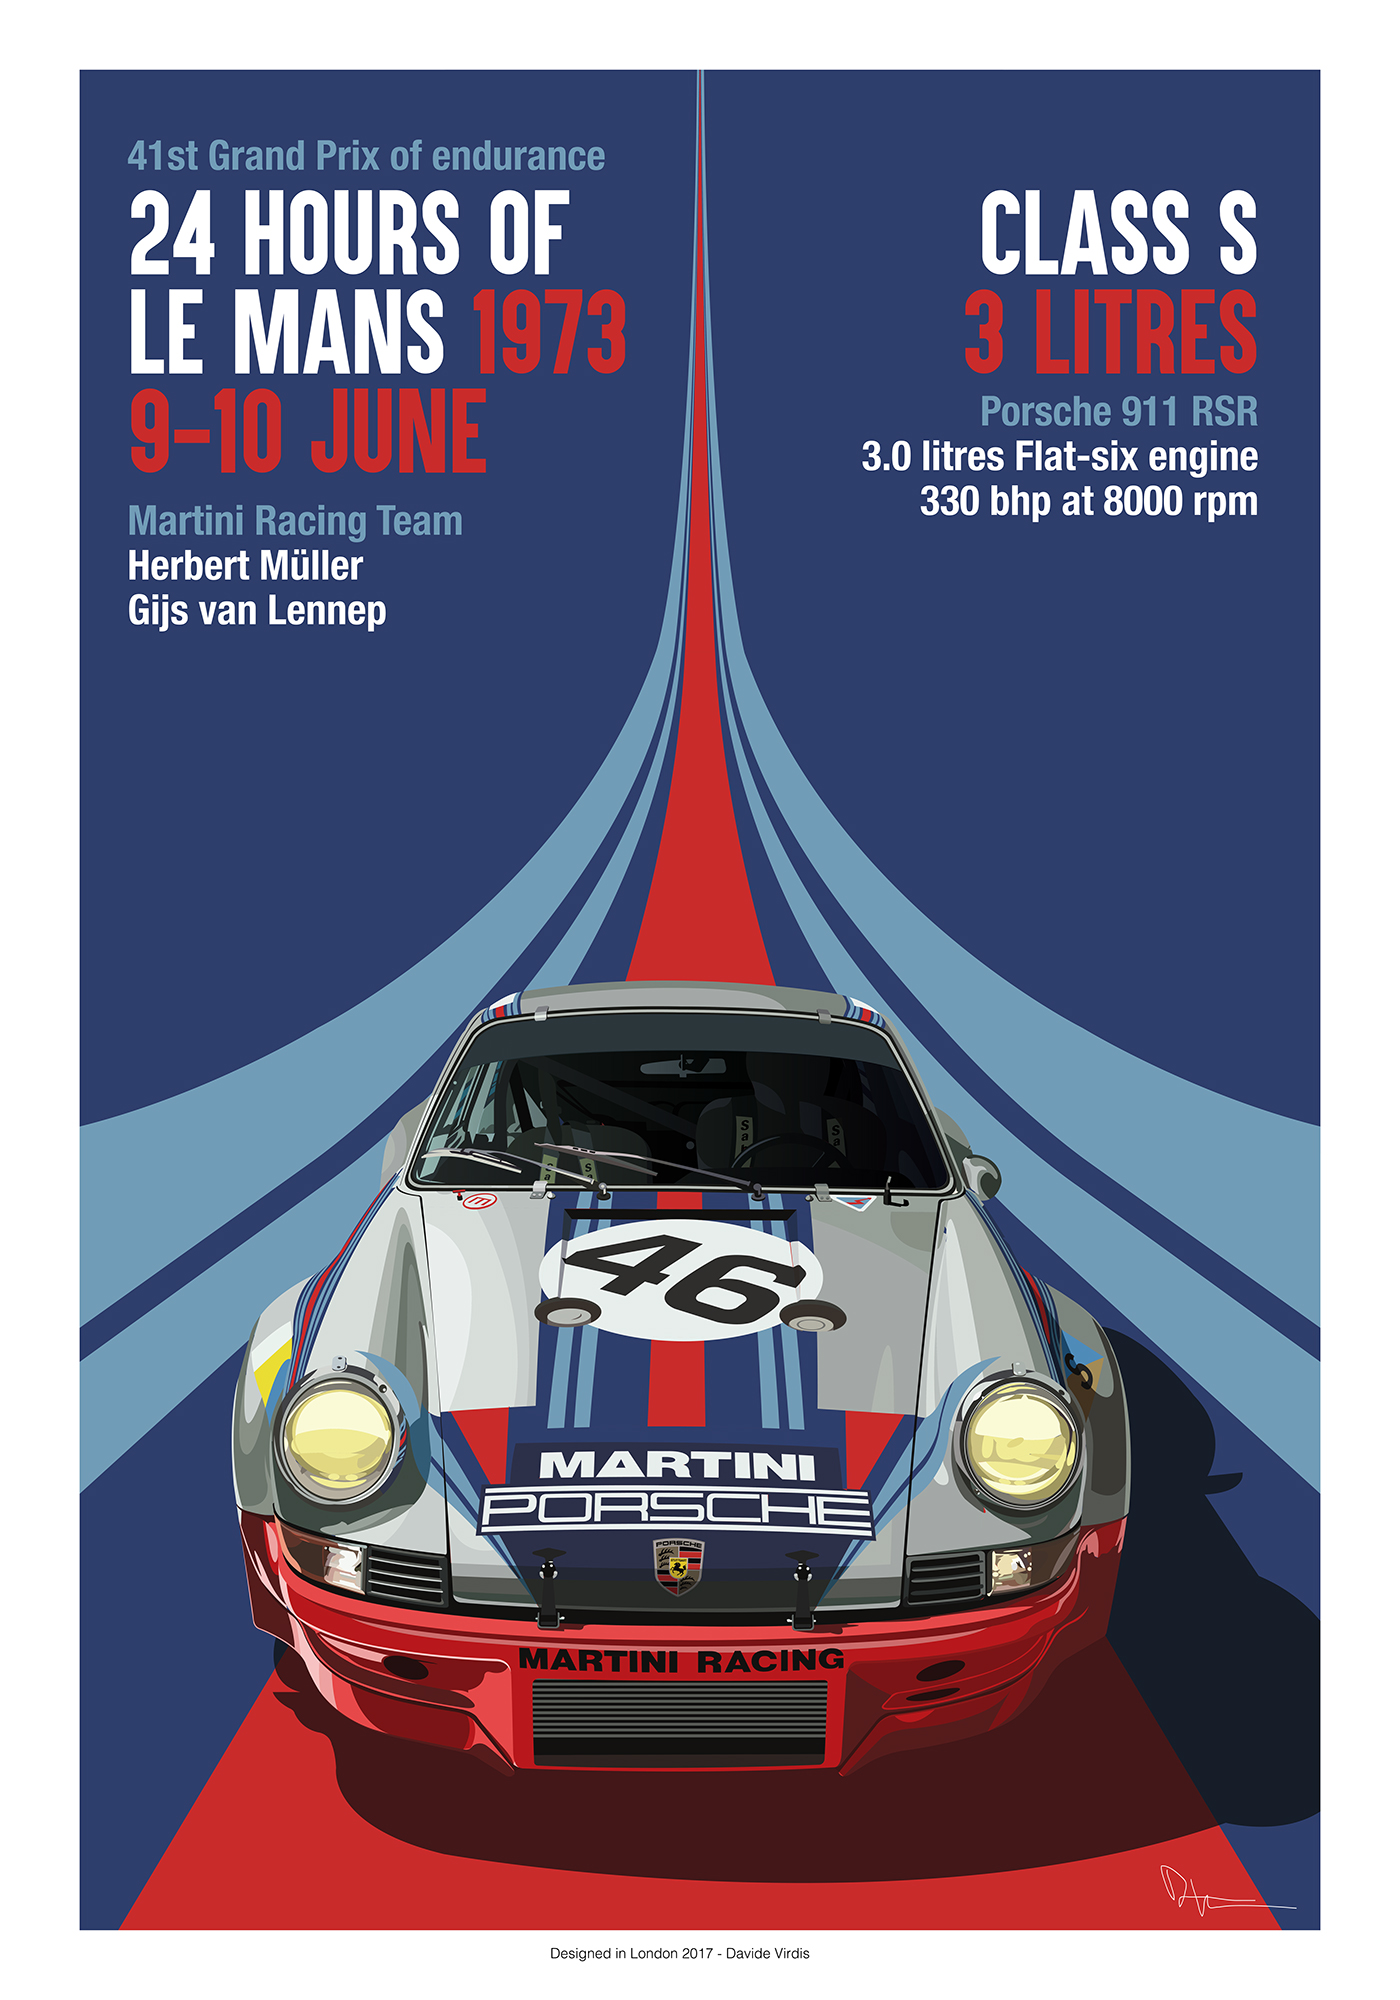 41st Grand Prix of endurance
24 HOURS OF
LE MANS 1973
9–10 JUNE
Martini Racing Team
Herbert Müller
Gijs van Lennep
CLASS S
3 LITRES
Porsche 911 RSR
3.0 litres Flat-six engine
330 bhp at 8000 rpm
46
MARTINI
PORSCHE
PORSCHE
MARTINI RACING
Designed in London 2017 - Davide Virdis